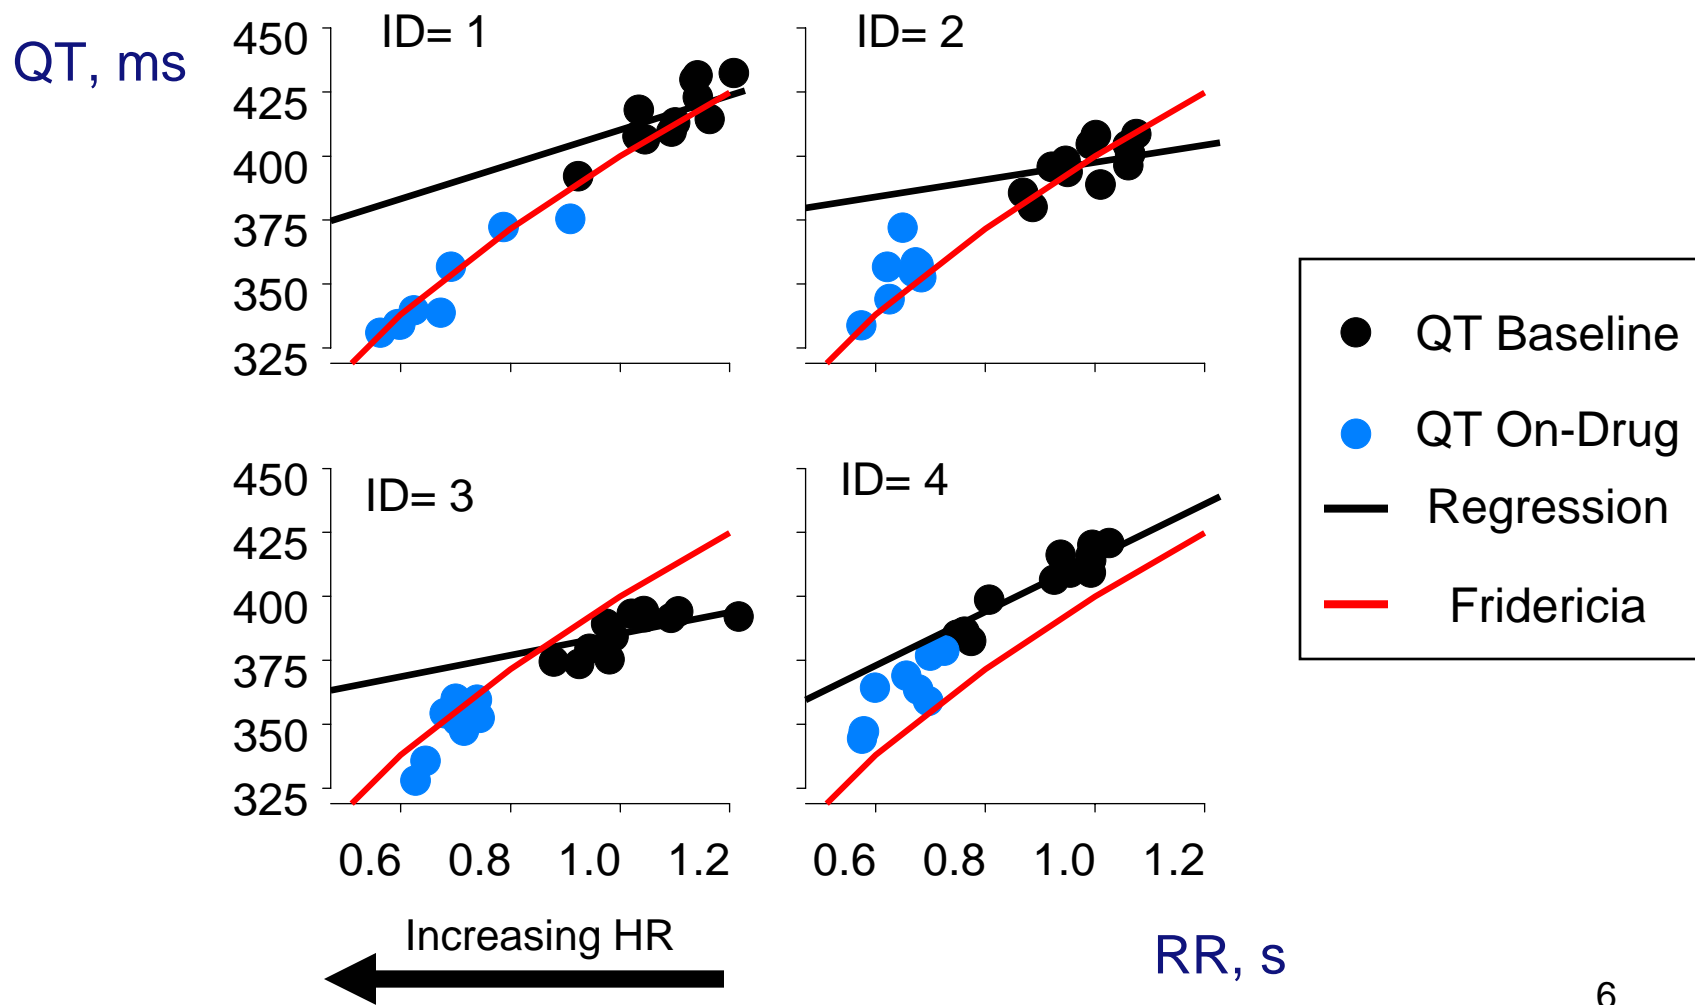 QT, ms
ID= 1
ID= 2
450
425
400
375
350
325
QT Baseline
QT On-Drug
Regression
Fridericia
ID= 3
ID= 4
450
425
400
375
350
325
0.6 0.8 1.0 1.2
0.6 0.8 1.0 1.2
Increasing HR
RR, s
6